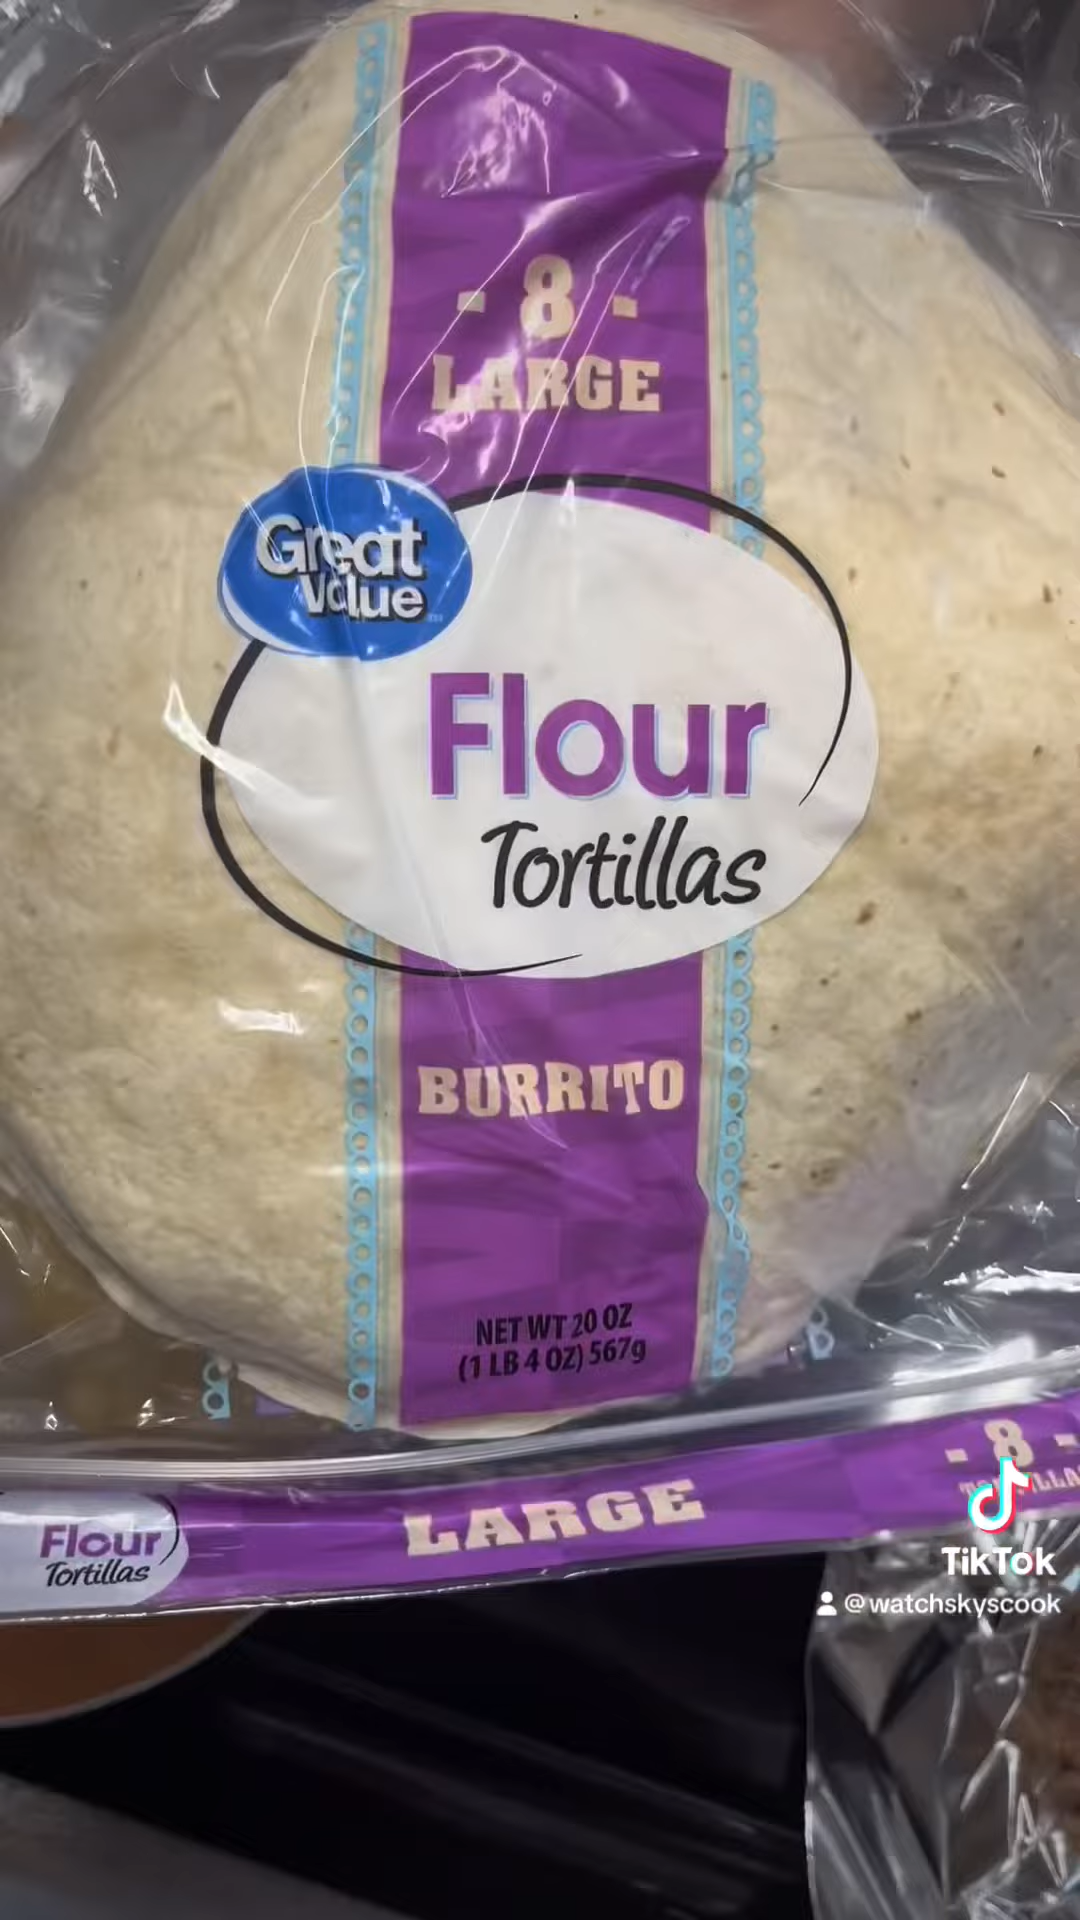 - 8 -
LARGE
Great
Value
Flour
Tortillas
BURRITO
NET WT 20 OZ
(1 LB 4 OZ) 567g
- 8 -
LARGE
Flour
Tortillas
TikTok
@watchskyscook